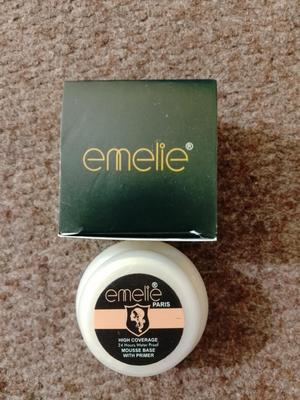 emelie®
emelie®
PARIS
HIGH COVERAGE
24 Hours Water Proof
MOUSSE BASE
WITH PRIMER